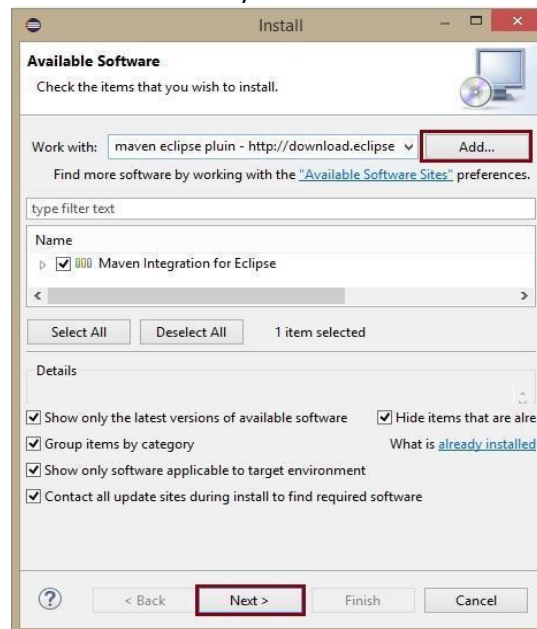 Install
Available Software
Check the items that you wish to install.
Work with: maven eclipse pluin - http://download.eclipse Add...
Find more software by working with the "Available Software Sites" preferences.
type filter text
Name
Maven Integration for Eclipse
Select All Deselect All 1 item selected
Details
Show only the latest versions of available software Hide items that are alre
Group items by category What is already installed
Show only software applicable to target environment
Contact all update sites during install to find required software
? < Back Next > Finish Cancel